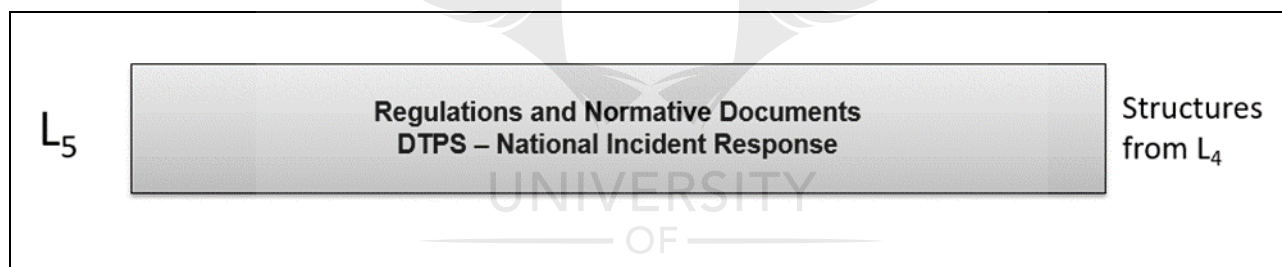 L₅
Regulations and Normative Documents
DTPS – National Incident Response
Structures
from L₄
UNIVERSITY
OF